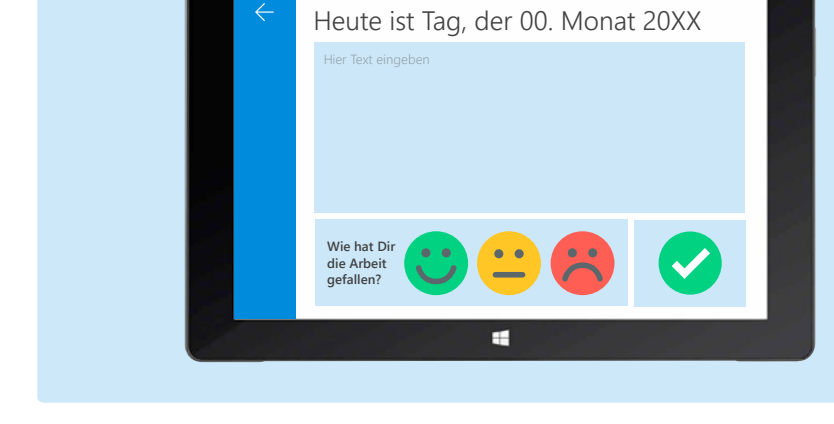 Heute ist Tag, der 00. Monat 20XX
Hier Text eingeben
Wie hat Dir
die Arbeit
gefallen?